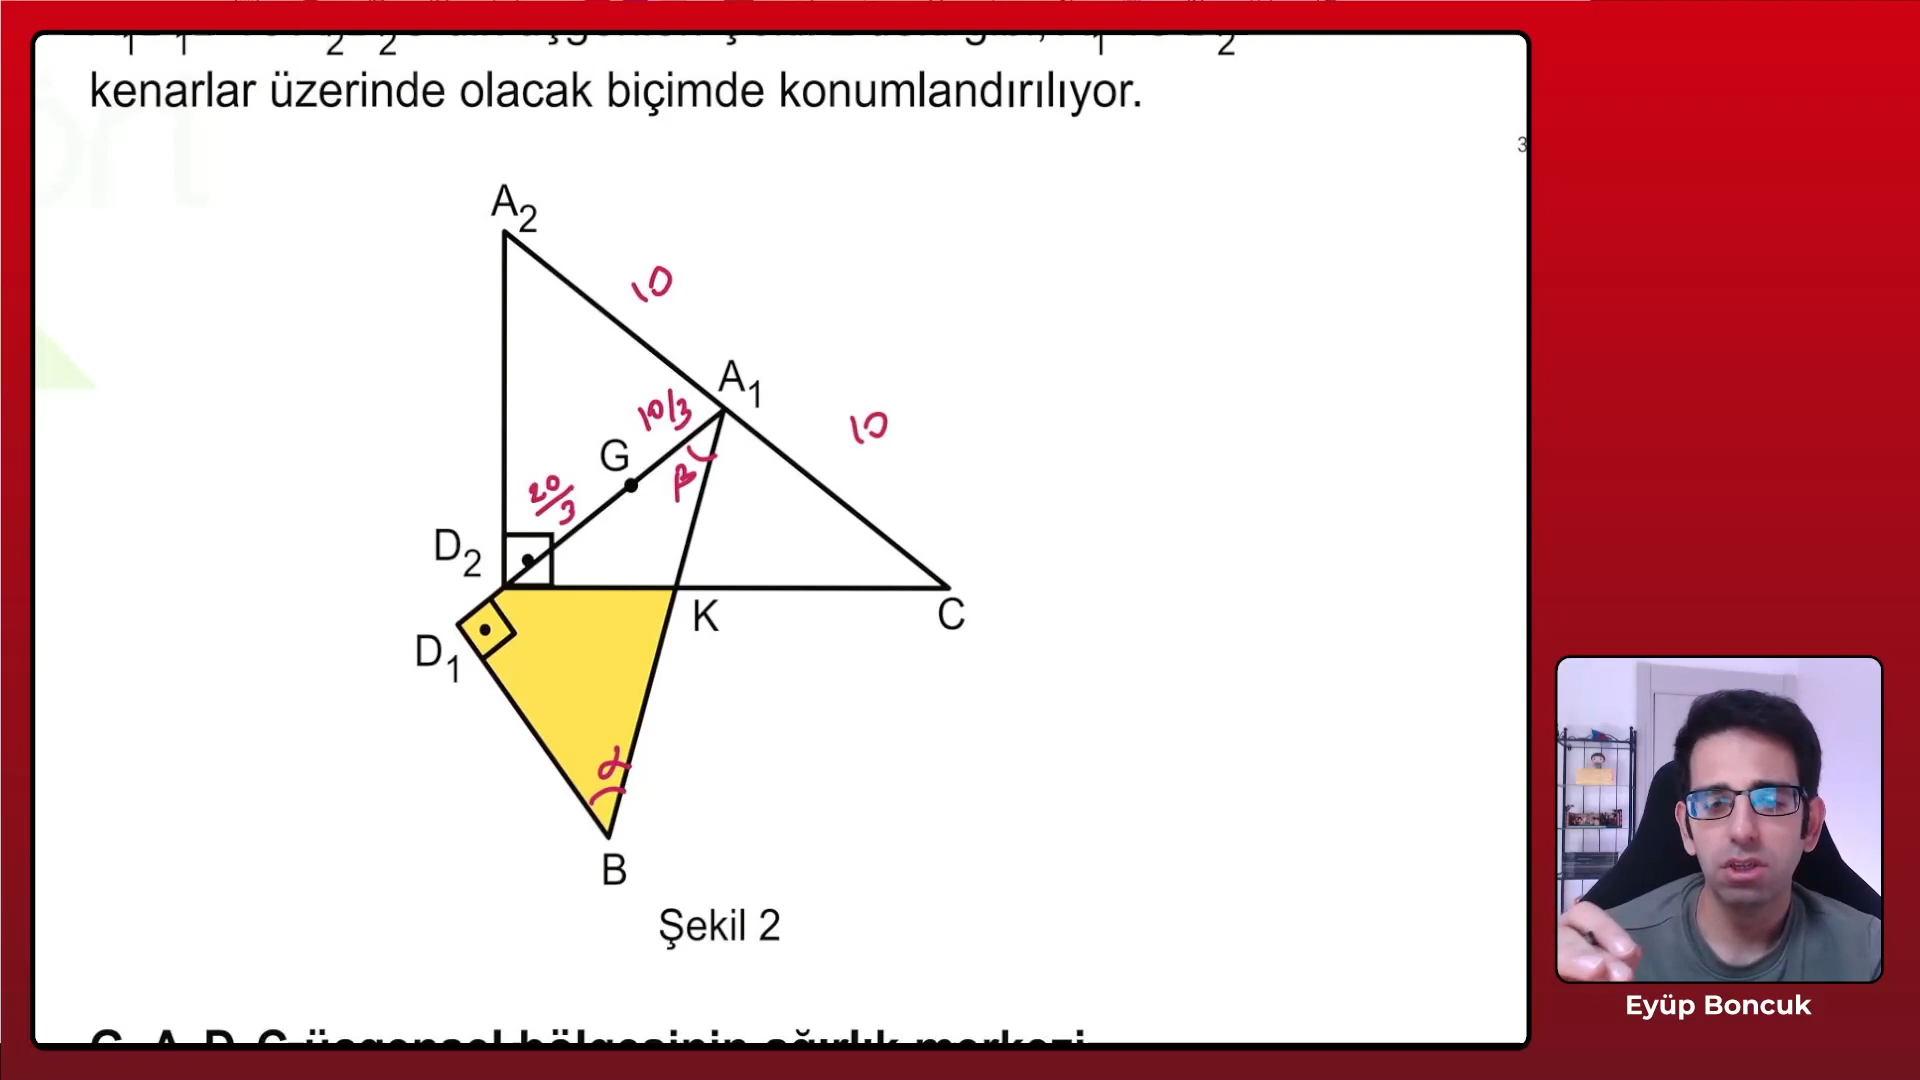 kenarlar üzerinde olacak biçimde konumlandırılıyor.
3
A2
10
A1
10/3
10
G
β
20/3
D2
K
C
D1
α
B
Şekil 2
Eyüp Boncuk